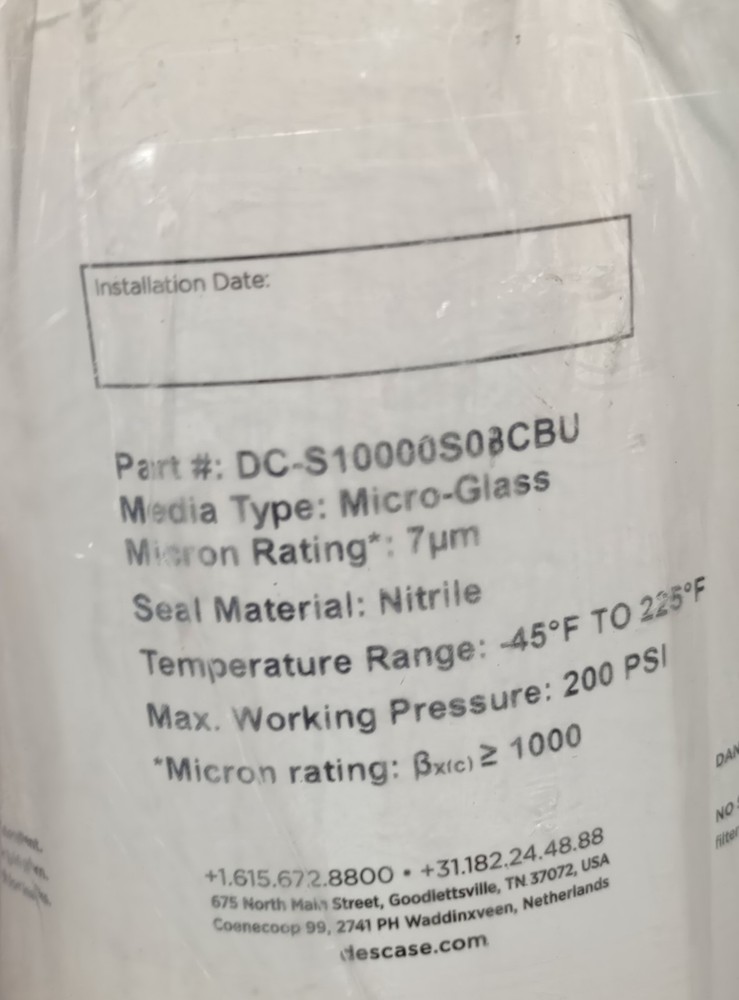 Installation Date:
Part #: DC-S10000S08CBU
Media Type: Micro-Glass
Micron Rating*: 7µm
Seal Material: Nitrile
Temperature Range: -45°F TO 225°F
Max. Working Pressure: 200 PSI
*Micron rating: βx(c) ≥ 1000
+1.615.672.8800 • +31.182.24.48.88
675 North Main Street, Goodlettsville, TN 37072, USA
Coenecoop 99, 2741 PH Waddinxveen, Netherlands
descase.com
NO
filter